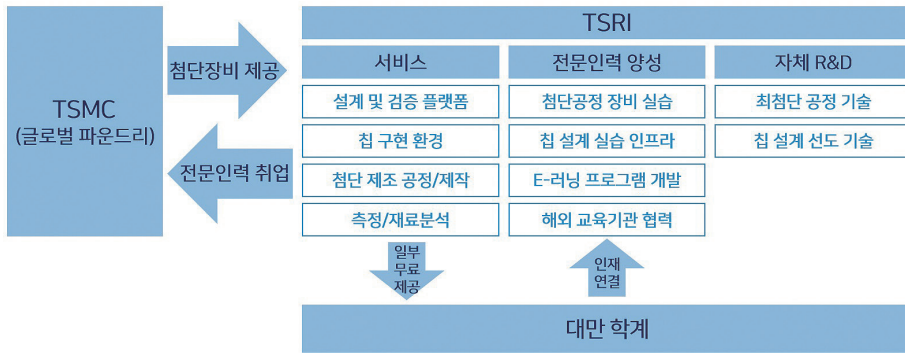 TSMC
(글로벌 파운드리)
첨단장비 제공
전문인력 취업
TSRI
서비스
설계 및 검증 플랫폼
칩 구현 환경
첨단 제조 공정/제작
측정/재료분석
전문인력 양성
첨단공정 장비 실습
칩 설계 실습 인프라
E-러닝 프로그램 개발
해외 교육기관 협력
자체 R&D
최첨단 공정 기술
칩 설계 선도 기술
일부
무료
제공
인재
연결
대만 학계